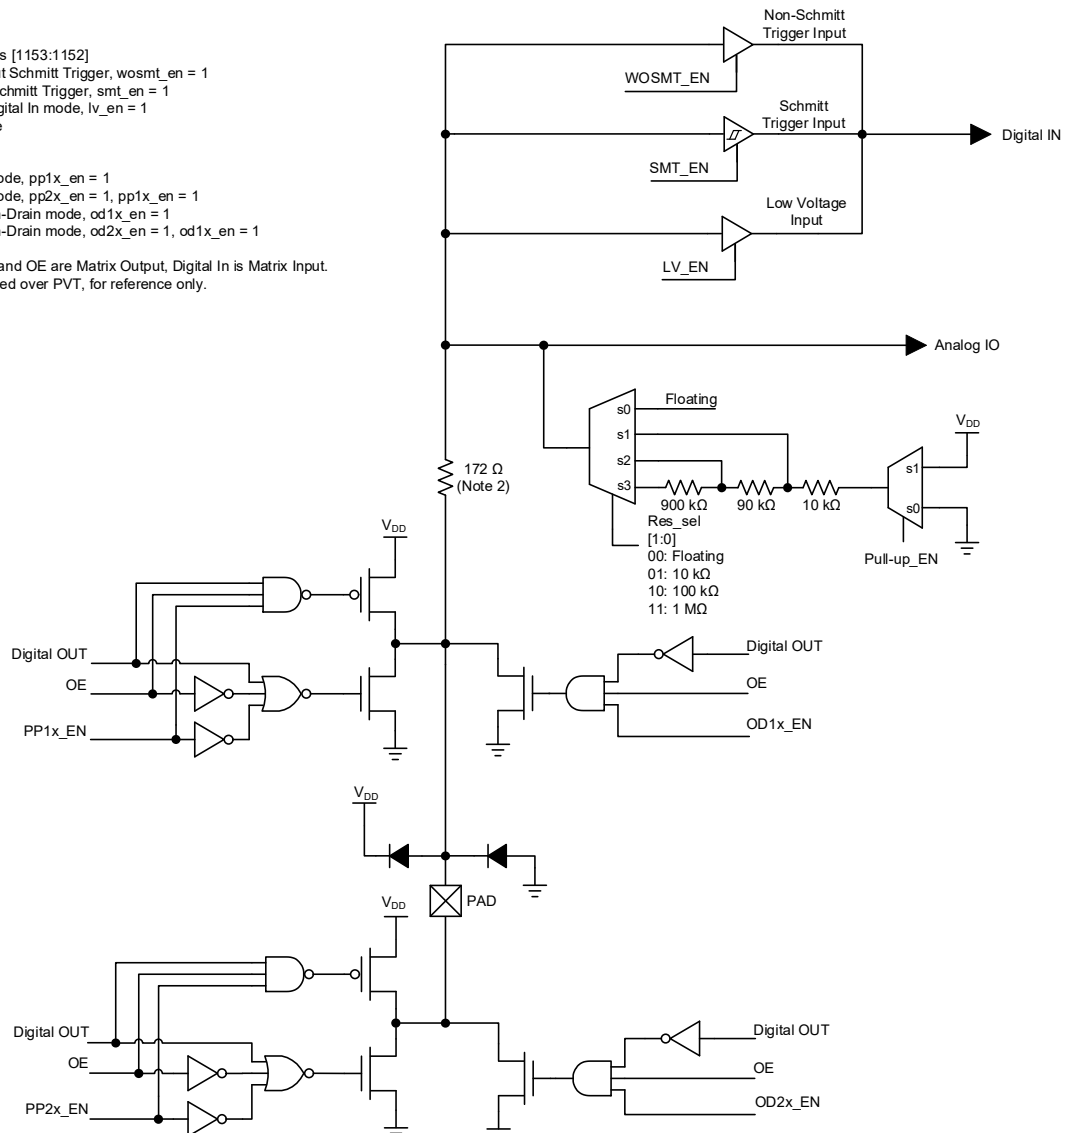 s [1153:1152]
t Schmitt Trigger, wosmt_en = 1
chmitt Trigger, smt_en = 1
gital In mode, lv_en = 1
e
ode, pp1x_en = 1
ode, pp2x_en = 1, pp1x_en = 1
n-Drain mode, od1x_en = 1
n-Drain mode, od2x_en = 1, od1x_en = 1
and OE are Matrix Output, Digital In is Matrix Input.
ed over PVT, for reference only.
Non-Schmitt
Trigger Input
WOSMT_EN
Schmitt
Trigger Input
Digital IN
SMT_EN
Low Voltage
Input
LV_EN
Analog IO
Floating
s0
s1
s2
s3
VDD
s1
s0
172 Ω
(Note 2)
900 kΩ
90 kΩ
10 kΩ
Res_sel
[1:0]
00: Floating
01: 10 kΩ
10: 100 kΩ
11: 1 MΩ
Pull-up_EN
VDD
Digital OUT
OE
PP1x_EN
Digital OUT
OE
OD1x_EN
VDD
PAD
VDD
Digital OUT
OE
PP2x_EN
Digital OUT
OE
OD2x_EN